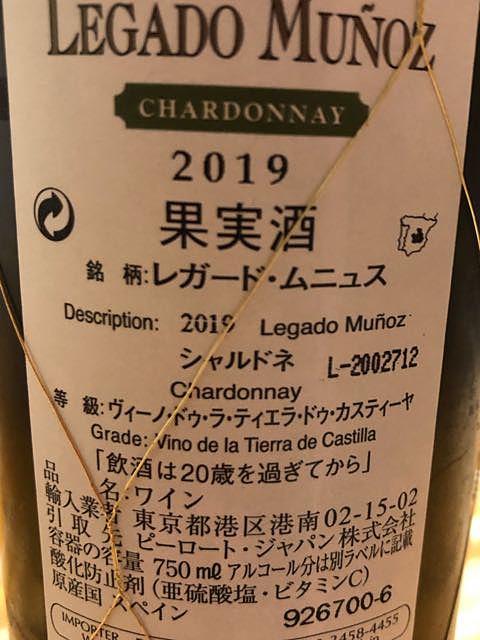 LEGADO MUÑOZ
CHARDONNAY
2019
果実酒
銘 柄:レガード・ムニュス
Description: 2019 Legado Muñoz
シャルドネ L-2002712
Chardonnay
等 級:ヴィーノ・ドゥ・ラ・ティエラ・ドゥ・カスティーヤ
Grade: Vino de la Tierra de Castilla
「飲酒は20歳を過ぎてから」
品 名:ワイン
輸入業者 東京都港区港南02-15-02
引 取 先 ピーロート・ジャパン株式会社
容器の容量 750㎖ アルコール分は別ラベルに記載
酸化防止剤(亜硫酸塩・ビタミンC)
原産国 スペイン 926700-6
IMPORTER 3458-4455